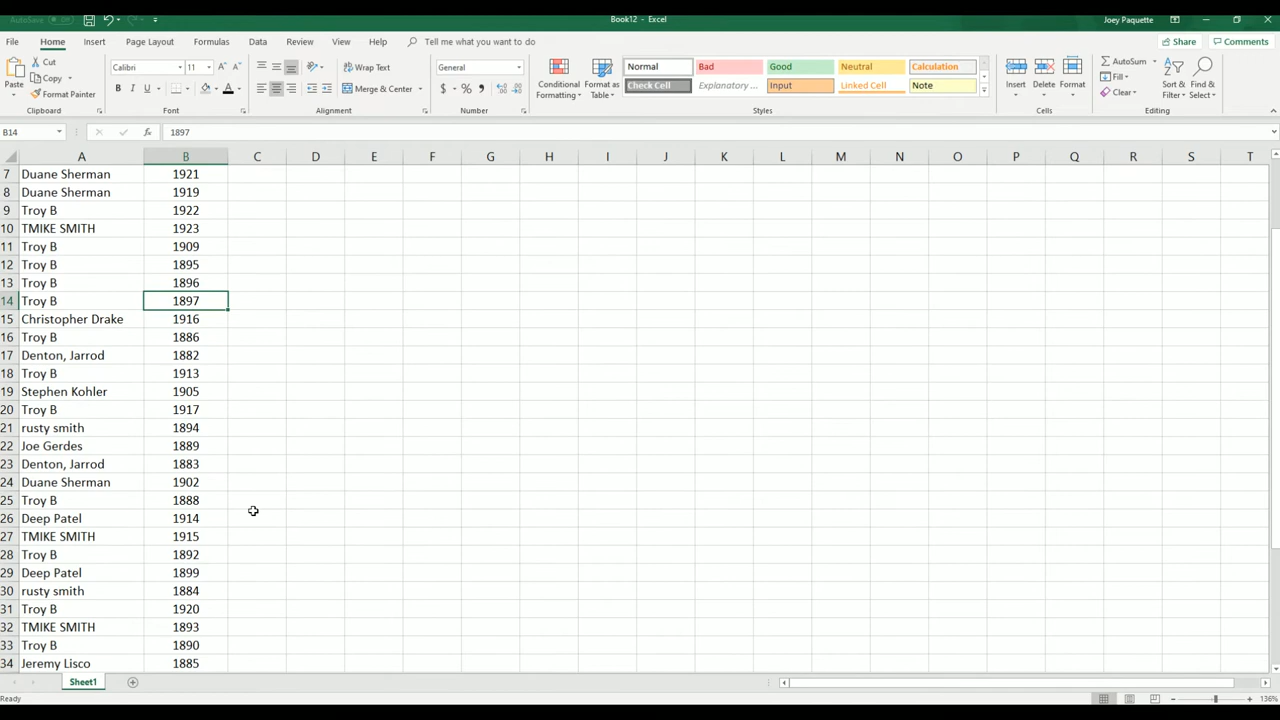 AutoSave Off Book12 - Excel Joey Paquette
File Home Insert Page Layout Formulas Data Review View Help Tell me what you want to do Share Comments
Paste Cut Copy Format Painter Clipboard
Calibri 11 A A B I U A Font
Wrap Text Merge & Center Alignment
General $ % , Number
Conditional Formatting Format as Table
Normal Bad Good Neutral Calculation
Check Cell Explanatory ... Input Linked Cell Note
Styles
Insert Delete Format Cells
AutoSum Fill Clear Sort & Filter Find & Select Editing
B14 fx 1897
A B C D E F G H I J K L M N O P Q R S T
7 Duane Sherman 1921
8 Duane Sherman 1919
9 Troy B 1922
10 TMIKE SMITH 1923
11 Troy B 1909
12 Troy B 1895
13 Troy B 1896
14 Troy B 1897
15 Christopher Drake 1916
16 Troy B 1886
17 Denton, Jarrod 1882
18 Troy B 1913
19 Stephen Kohler 1905
20 Troy B 1917
21 rusty smith 1894
22 Joe Gerdes 1889
23 Denton, Jarrod 1883
24 Duane Sherman 1902
25 Troy B 1888
26 Deep Patel 1914
27 TMIKE SMITH 1915
28 Troy B 1892
29 Deep Patel 1899
30 rusty smith 1884
31 Troy B 1920
32 TMIKE SMITH 1893
33 Troy B 1890
34 Jeremy Lisco 1885
Sheet1
Ready 136%